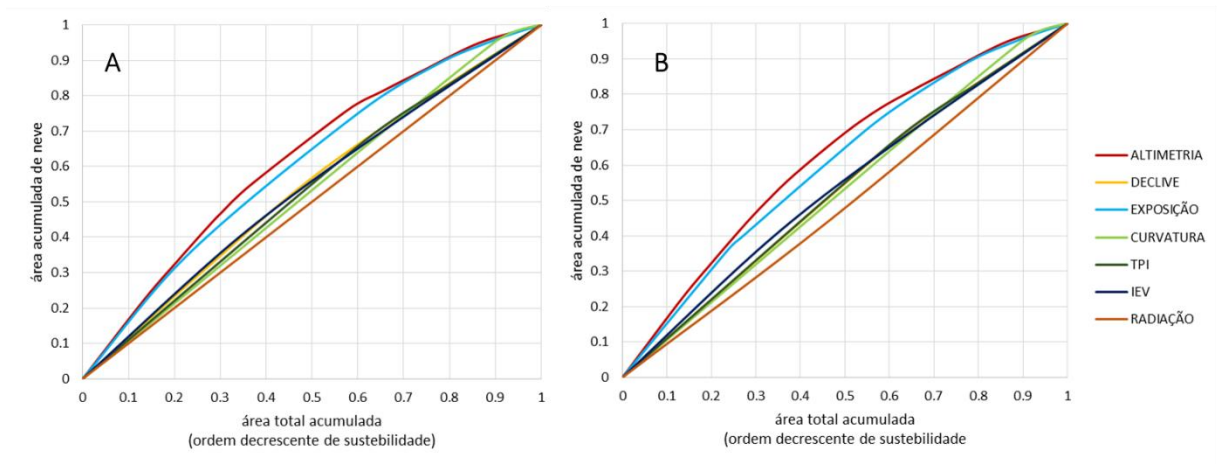 A
área acumulada de neve
1
0.9
0.8
0.7
0.6
0.5
0.4
0.3
0.2
0.1
0
0 0.1 0.2 0.3 0.4 0.5 0.6 0.7 0.8 0.9 1
área total acumulada
(ordem decrescente de sustebilidade)
B
área acumulada de neve
1
0.9
0.8
0.7
0.6
0.5
0.4
0.3
0.2
0.1
0
0 0.1 0.2 0.3 0.4 0.5 0.6 0.7 0.8 0.9 1
área total acumulada
(ordem decrescente de sustebilidade
ALTIMETRIA
DECLIVE
EXPOSIÇÃO
CURVATURA
TPI
IEV
RADIAÇÃO